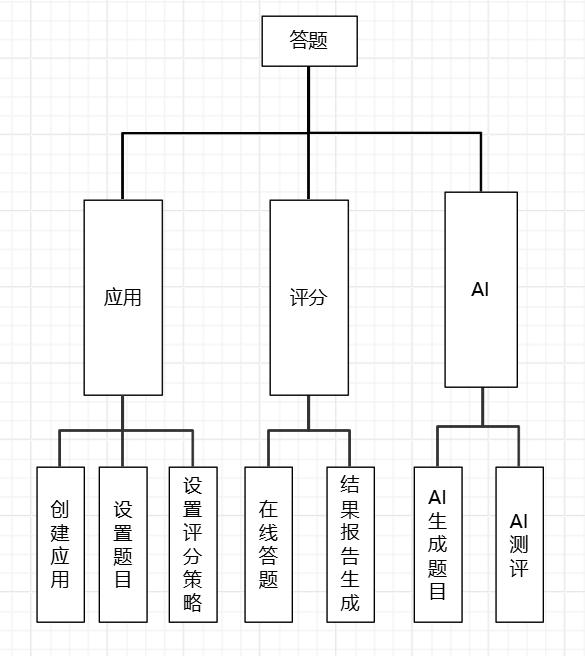 答题
应用
评分
AI
创建应用
设置题目
设置评分策略
在线答题
结果报告生成
AI生成题目
AI测评